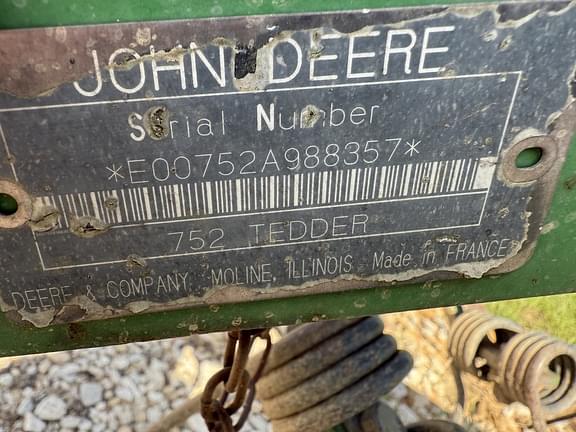 JOHN DEERE
Serial Number
*E00752A988357*
752 TEDDER
DEERE & COMPANY MOLINE, ILLINOIS Made in FRANCE